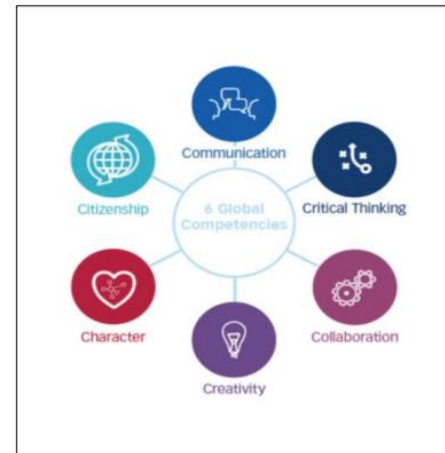 Communication
Citizenship
Critical Thinking
6 Global
Competencies
Character
Collaboration
Creativity